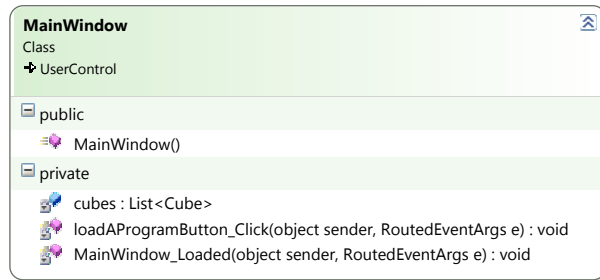 MainWindow
Class
UserControl
public
MainWindow()
private
cubes : List<Cube>
loadAProgramButton_Click(object sender, RoutedEventArgs e) : void
MainWindow_Loaded(object sender, RoutedEventArgs e) : void